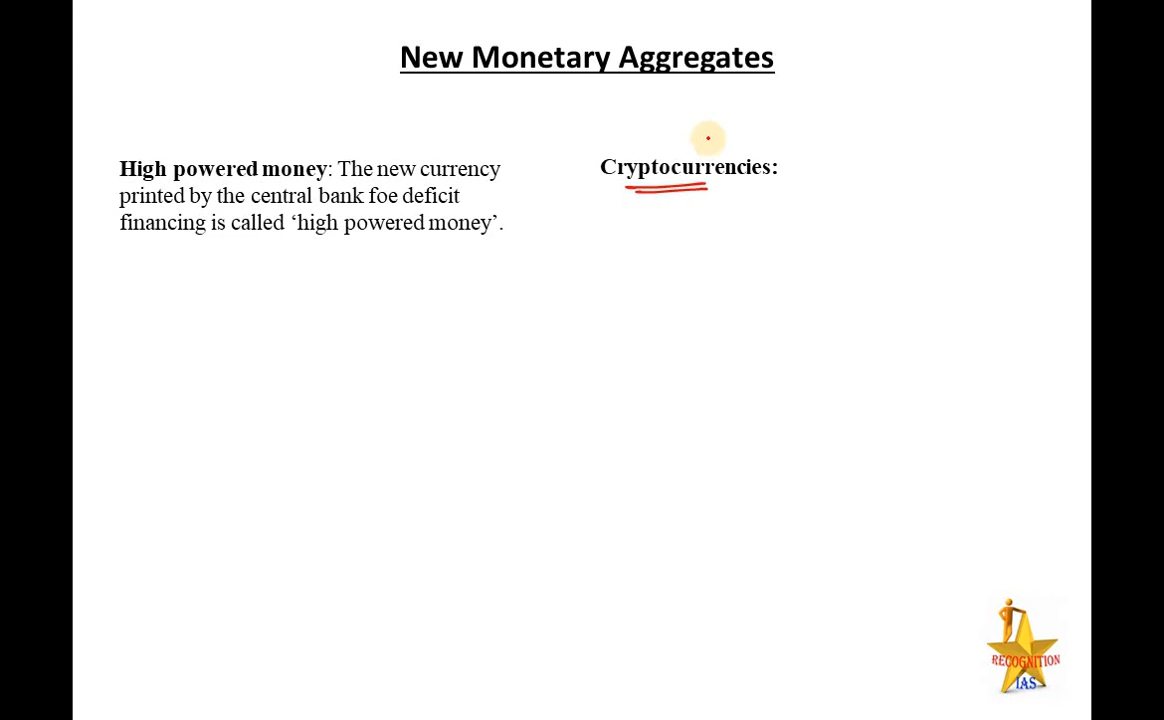 New Monetary Aggregates
High powered money: The new currency
printed by the central bank foe deficit
financing is called ‘high powered money’.
Cryptocurrencies:
RECOGNITION
IAS